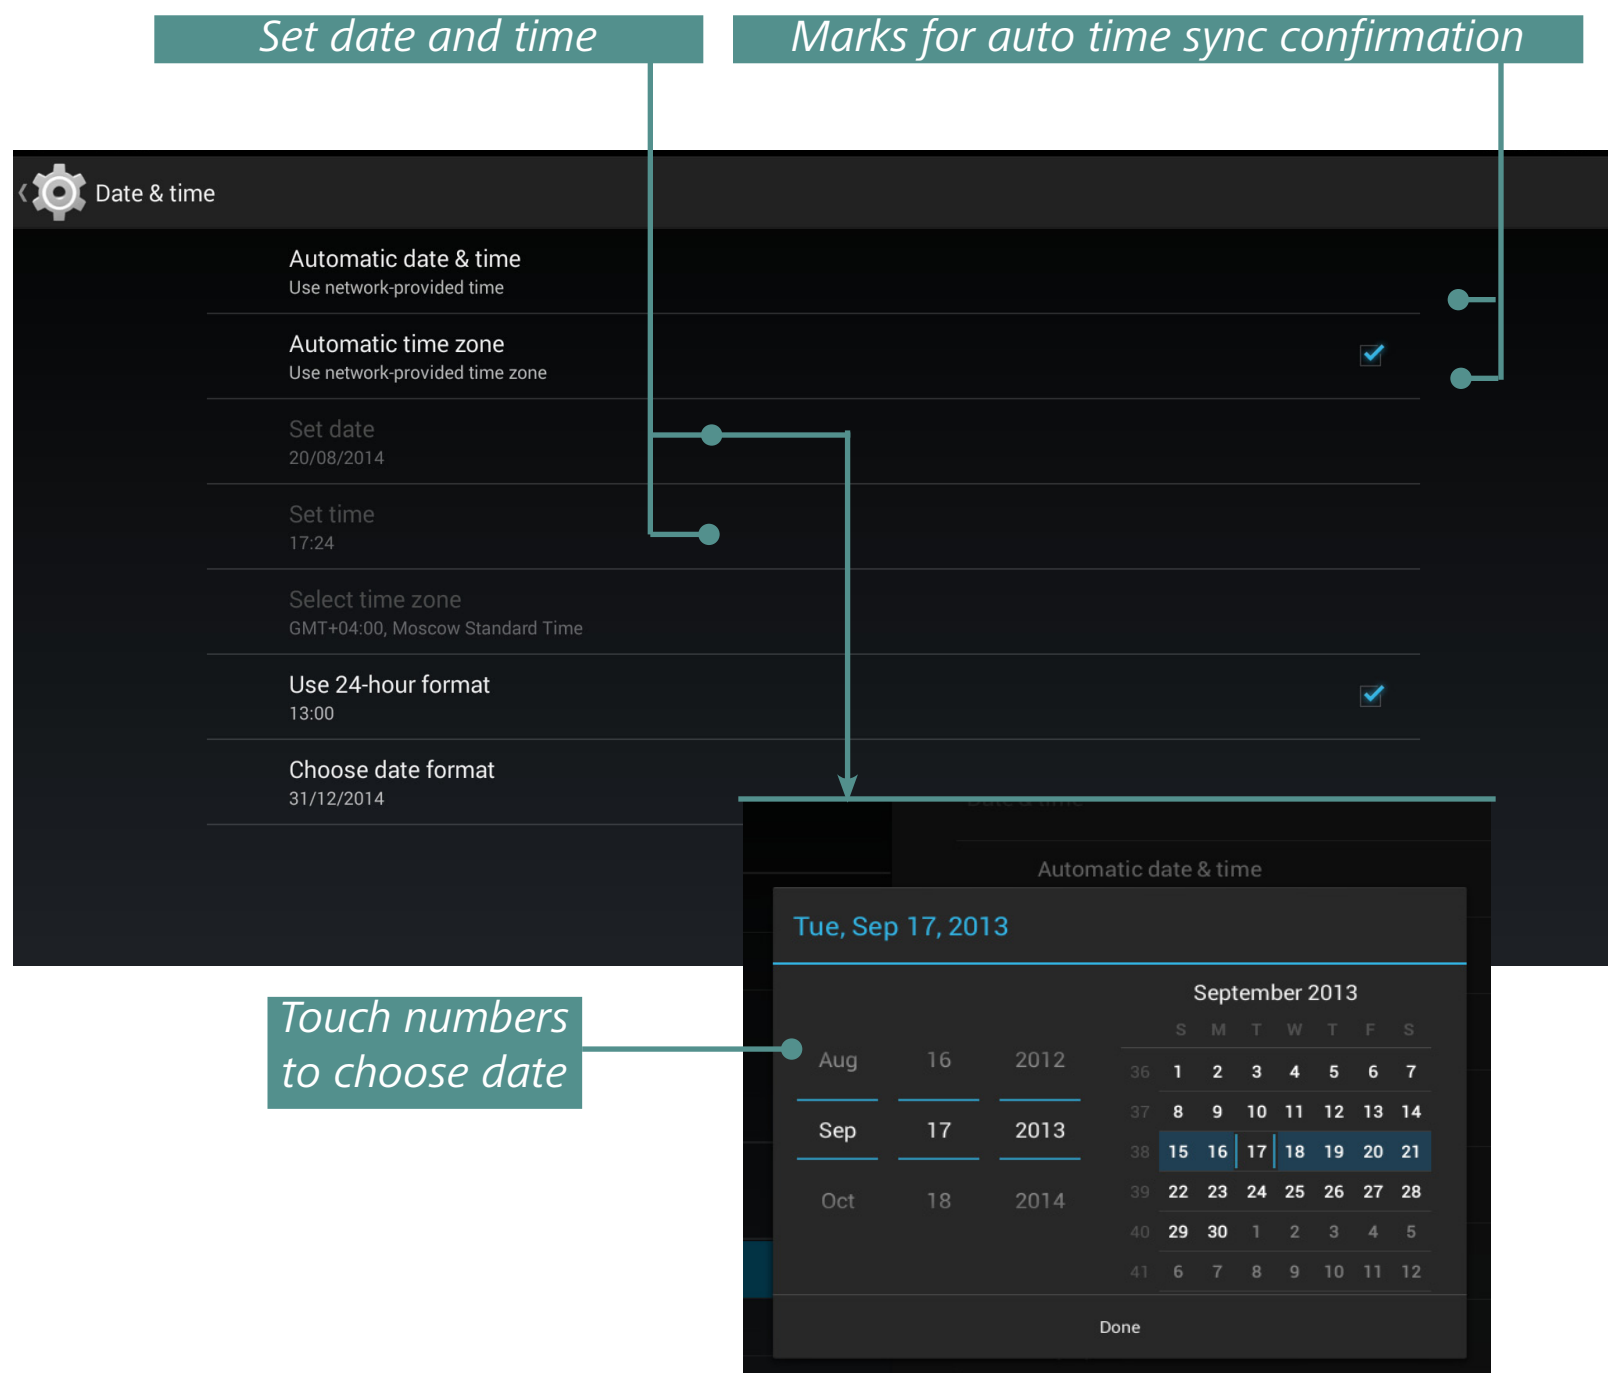 Set date and time
Marks for auto time sync confirmation
Date & time
Automatic date & time
Use network-provided time
Automatic time zone
Use network-provided time zone
Set date
20/08/2014
Set time
17:24
Select time zone
GMT+04:00, Moscow Standard Time
Use 24-hour format
13:00
Choose date format
31/12/2014
Date & time
Automatic date & time
Tue, Sep 17, 2013
Touch numbers
to choose date
Aug 16 2012
Sep 17 2013
Oct 18 2014
September 2013
S M T W T F S
36 1 2 3 4 5 6 7
37 8 9 10 11 12 13 14
38 15 16 17 18 19 20 21
39 22 23 24 25 26 27 28
40 29 30 1 2 3 4 5
41 6 7 8 9 10 11 12
Done